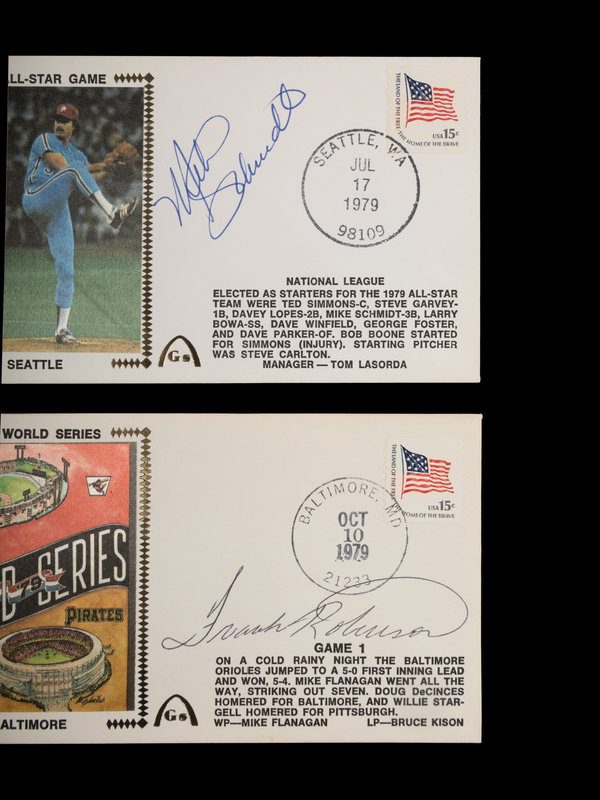 LL-STAR GAME
SEATTLE
Mike Schmidt
THE LAND OF THE FREE, THE HOME OF THE BRAVE
USA 15c
SEATTLE, WA
JUL
17
1979
98109
NATIONAL LEAGUE
ELECTED AS STARTERS FOR THE 1979 ALL-STAR
TEAM WERE TED SIMMONS-C, STEVE GARVEY-
1B, DAVEY LOPES-2B, MIKE SCHMIDT-3B, LARRY
BOWA-SS, DAVE WINFIELD, GEORGE FOSTER,
AND DAVE PARKER-OF. BOB BOONE STARTED
FOR SIMMONS (INJURY). STARTING PITCHER
WAS STEVE CARLTON.
MANAGER — TOM LASORDA
Gs
WORLD SERIES
D SERIES
79
PIRATES
ALTIMORE
THE LAND OF THE FREE, THE HOME OF THE BRAVE
USA 15c
BALTIMORE, MD
OCT
10
1979
21233
Frank Robinson
GAME 1
ON A COLD RAINY NIGHT THE BALTIMORE
ORIOLES JUMPED TO A 5-0 FIRST INNING LEAD
AND WON, 5-4. MIKE FLANAGAN WENT ALL THE
WAY, STRIKING OUT SEVEN. DOUG DeCINCES
HOMERED FOR BALTIMORE, AND WILLIE STAR-
GELL HOMERED FOR PITTSBURGH.
WP—MIKE FLANAGAN LP—BRUCE KISON
Gs